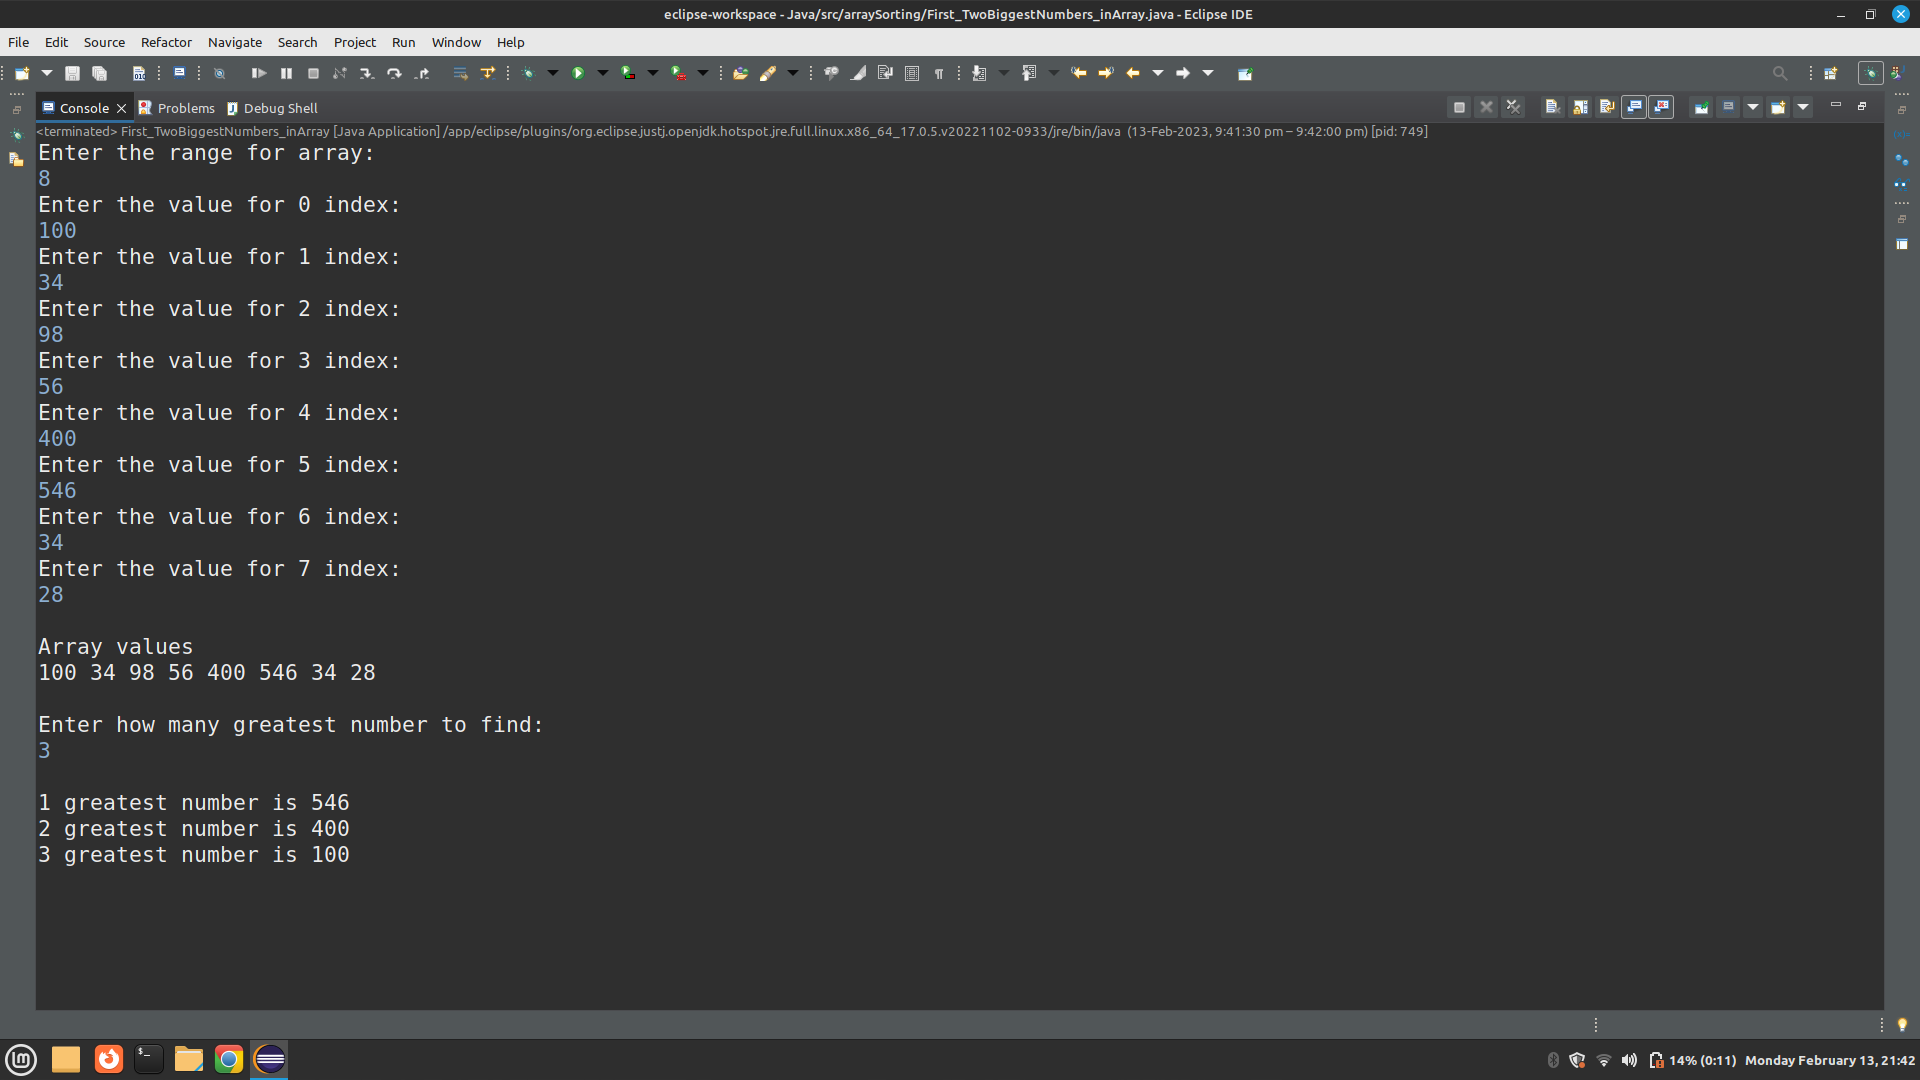 eclipse-workspace - Java/src/arraySorting/First_TwoBiggestNumbers_inArray.java - Eclipse IDE
File Edit Source Refactor Navigate Search Project Run Window Help
Console Problems Debug Shell
<terminated> First_TwoBiggestNumbers_inArray [Java Application] /app/eclipse/plugins/org.eclipse.justj.openjdk.hotspot.jre.full.linux.x86_64_17.0.5.v20221102-0933/jre/bin/java (13-Feb-2023, 9:41:30 pm – 9:42:00 pm) [pid: 749]
Enter the range for array:
8
Enter the value for 0 index:
100
Enter the value for 1 index:
34
Enter the value for 2 index:
98
Enter the value for 3 index:
56
Enter the value for 4 index:
400
Enter the value for 5 index:
546
Enter the value for 6 index:
34
Enter the value for 7 index:
28
Array values
100 34 98 56 400 546 34 28
Enter how many greatest number to find:
3
1 greatest number is 546
2 greatest number is 400
3 greatest number is 100
14% (0:11) Monday February 13, 21:42